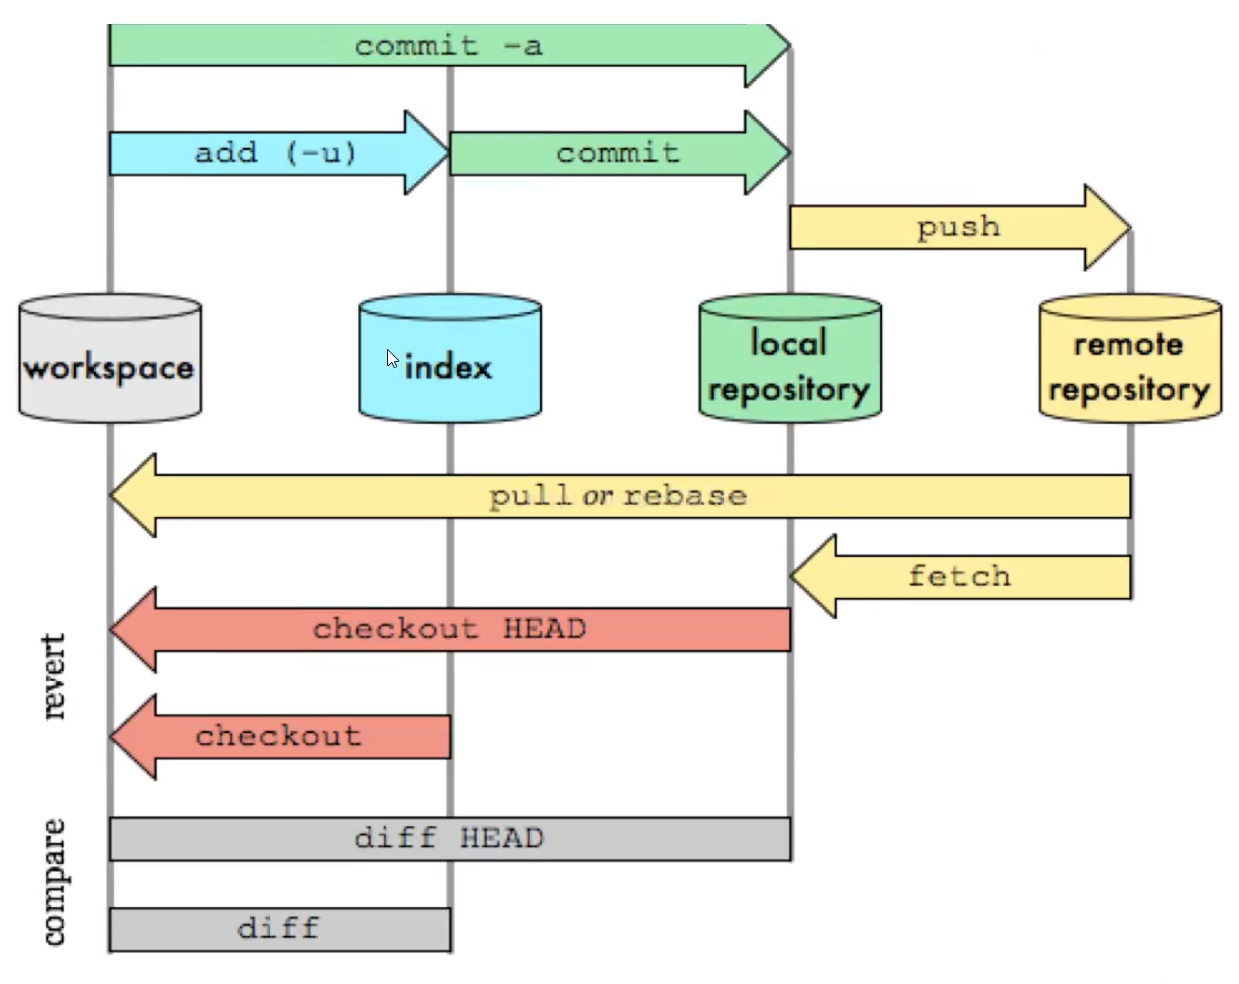 commit -a
add (-u)
commit
push
workspace
index
local
repository
remote
repository
pull or rebase
fetch
revert
checkout HEAD
checkout
compare
diff HEAD
diff